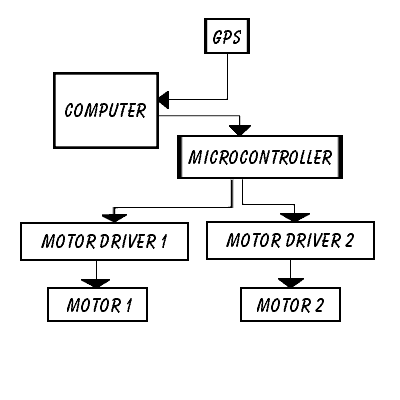 GPS
COMPUTER
MICROCONTROLLER
MOTOR DRIVER 1
MOTOR DRIVER 2
MOTOR 1
MOTOR 2